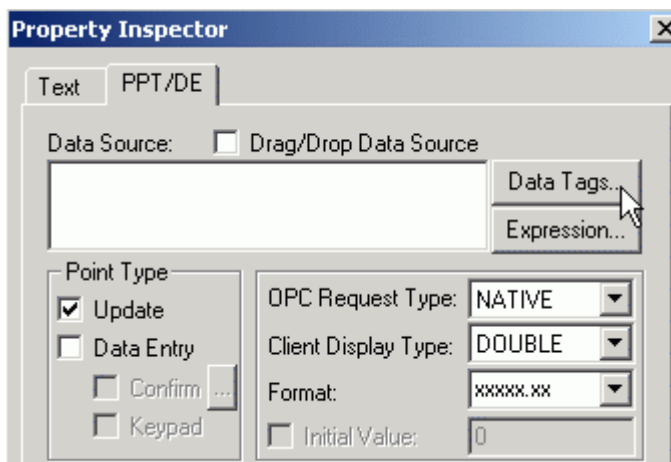 Property Inspector
Text PPT/DE
Data Source: Drag/Drop Data Source
Data Tags...
Expression...
Point Type
Update
Data Entry
Confirm ...
Keypad
OPC Request Type: NATIVE
Client Display Type: DOUBLE
Format: xxxxx.xx
Initial Value: 0